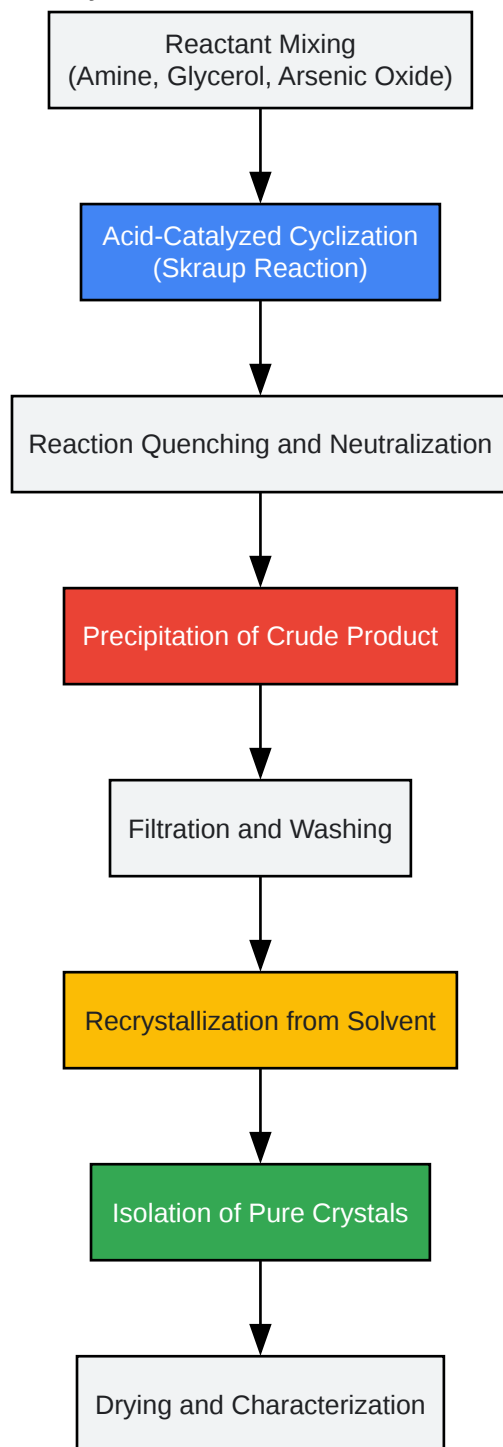 Reactant Mixing
(Amine, Glycerol, Arsenic Oxide)
Acid-Catalyzed Cyclization
(Skraup Reaction)
Reaction Quenching and Neutralization
Precipitation of Crude Product
Filtration and Washing
Recrystallization from Solvent
Isolation of Pure Crystals
Drying and Characterization